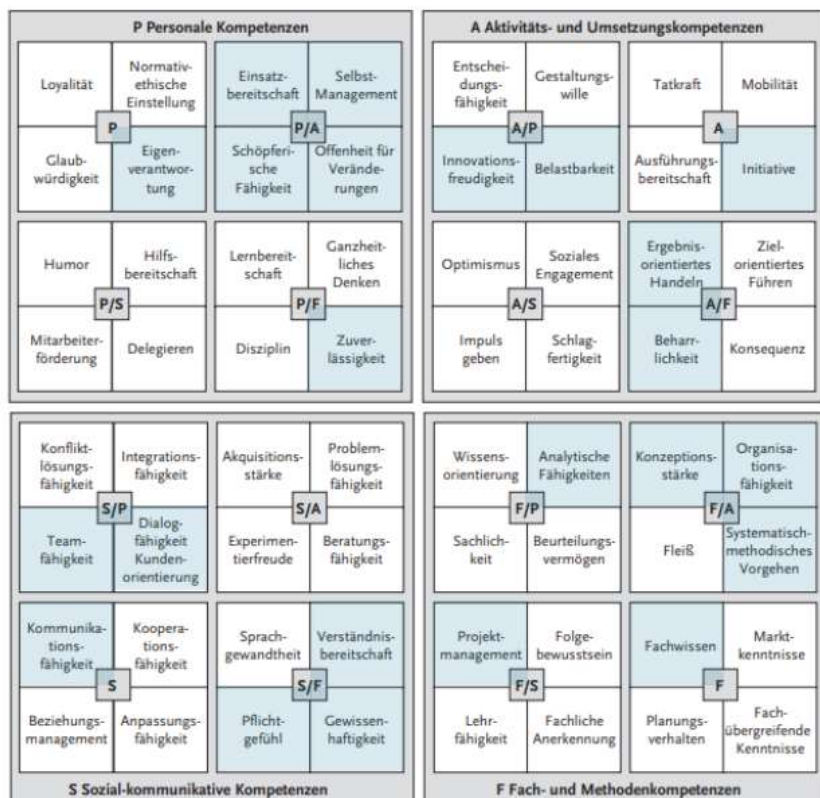 P Personale Kompetenzen
Loyalität
Normativ-
ethische
Einstellung
P
Glaub-
würdigkeit
Eigen-
verantwor-
tung
Einsatz-
bereitschaft
Selbst-
Management
P/A
Schöpfe-
rische
Fähigkeit
Offenheit für
Verände-
rungen
Humor
Hilfs-
bereitschaft
P/S
Mitarbeiter-
förderung
Delegieren
Lernbereit-
schaft
Ganzheit-
liches
Denken
P/F
Disziplin
Zuver-
lässigkeit
A Aktivitäts- und Umsetzungskompetenzen
Entschei-
dungs-
fähigkeit
Gestaltungs-
wille
A/P
Innovations-
freudigkeit
Belastbarkeit
Tatkraft
Mobilität
A
Ausführungs-
bereitschaft
Initiative
Optimismus
Soziales
Engagement
A/S
Impuls
geben
Schlag-
fertigkeit
Ergebnis-
orientiertes
Handeln
Ziel-
orientiertes
Führen
A/F
Beharr-
lichkeit
Konsequenz
Konflikt-
lösungs-
fähigkeit
Integrations-
fähigkeit
S/P
Team-
fähigkeit
Dialog-
fähigkeit
Kunden-
orientierung
Akquisitions-
stärke
Problem-
lösungs-
fähigkeit
S/A
Experimen-
tierfreude
Beratungs-
fähigkeit
Kommunika-
tions-
fähigkeit
Koopera-
tions-
fähigkeit
S
Beziehungs-
management
Anpassungs-
fähigkeit
Sprach-
gewandtheit
Verständnis-
bereitschaft
S/F
Pflicht-
gefühl
Gewissen-
haftigkeit
S Sozial-kommunikative Kompetenzen
Wissens-
orientierung
Analytische
Fähigkeiten
F/P
Sachlich-
keit
Beurteilungs-
vermögen
Konzeptions-
stärke
Organisa-
tions-
fähigkeit
F/A
Fleiß
Systematisch-
methodisches
Vorgehen
Projekt-
management
Folge-
bewusstsein
F/S
Lehr-
fähigkeit
Fachliche
Anerkennung
Fachwissen
Markt-
kenntnisse
F
Planungs-
verhalten
Fach-
übergreifende
Kenntnisse
F Fach- und Methodenkompetenzen